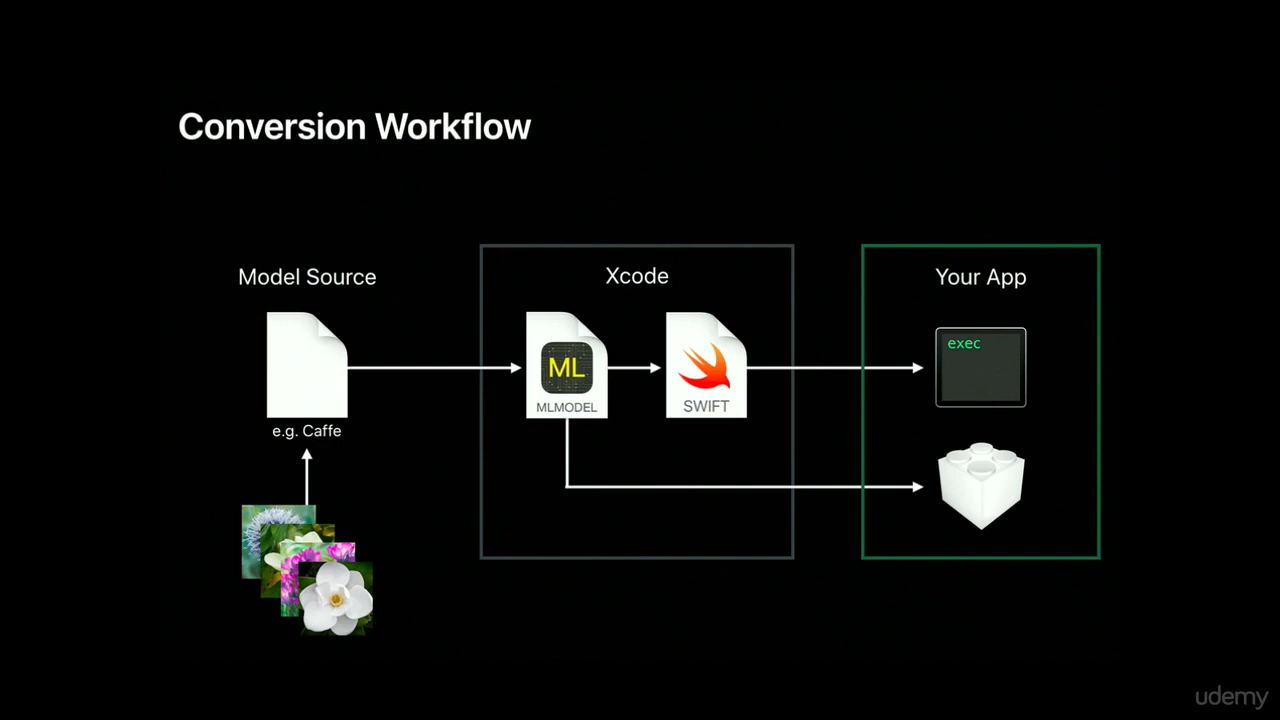 Conversion Workflow
Model Source
Xcode
Your App
ML
MLMODEL
SWIFT
exec
e.g. Caffe
udemy